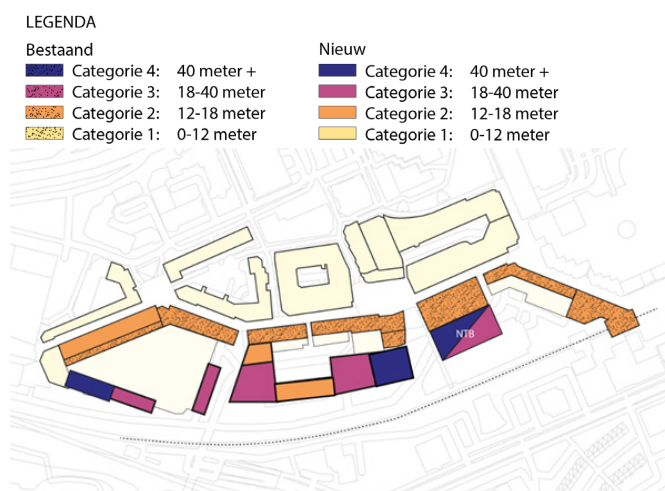 LEGENDA
Bestaand
Categorie 4: 40 meter +
Categorie 3: 18-40 meter
Categorie 2: 12-18 meter
Categorie 1: 0-12 meter
Nieuw
Categorie 4: 40 meter +
Categorie 3: 18-40 meter
Categorie 2: 12-18 meter
Categorie 1: 0-12 meter
NTB